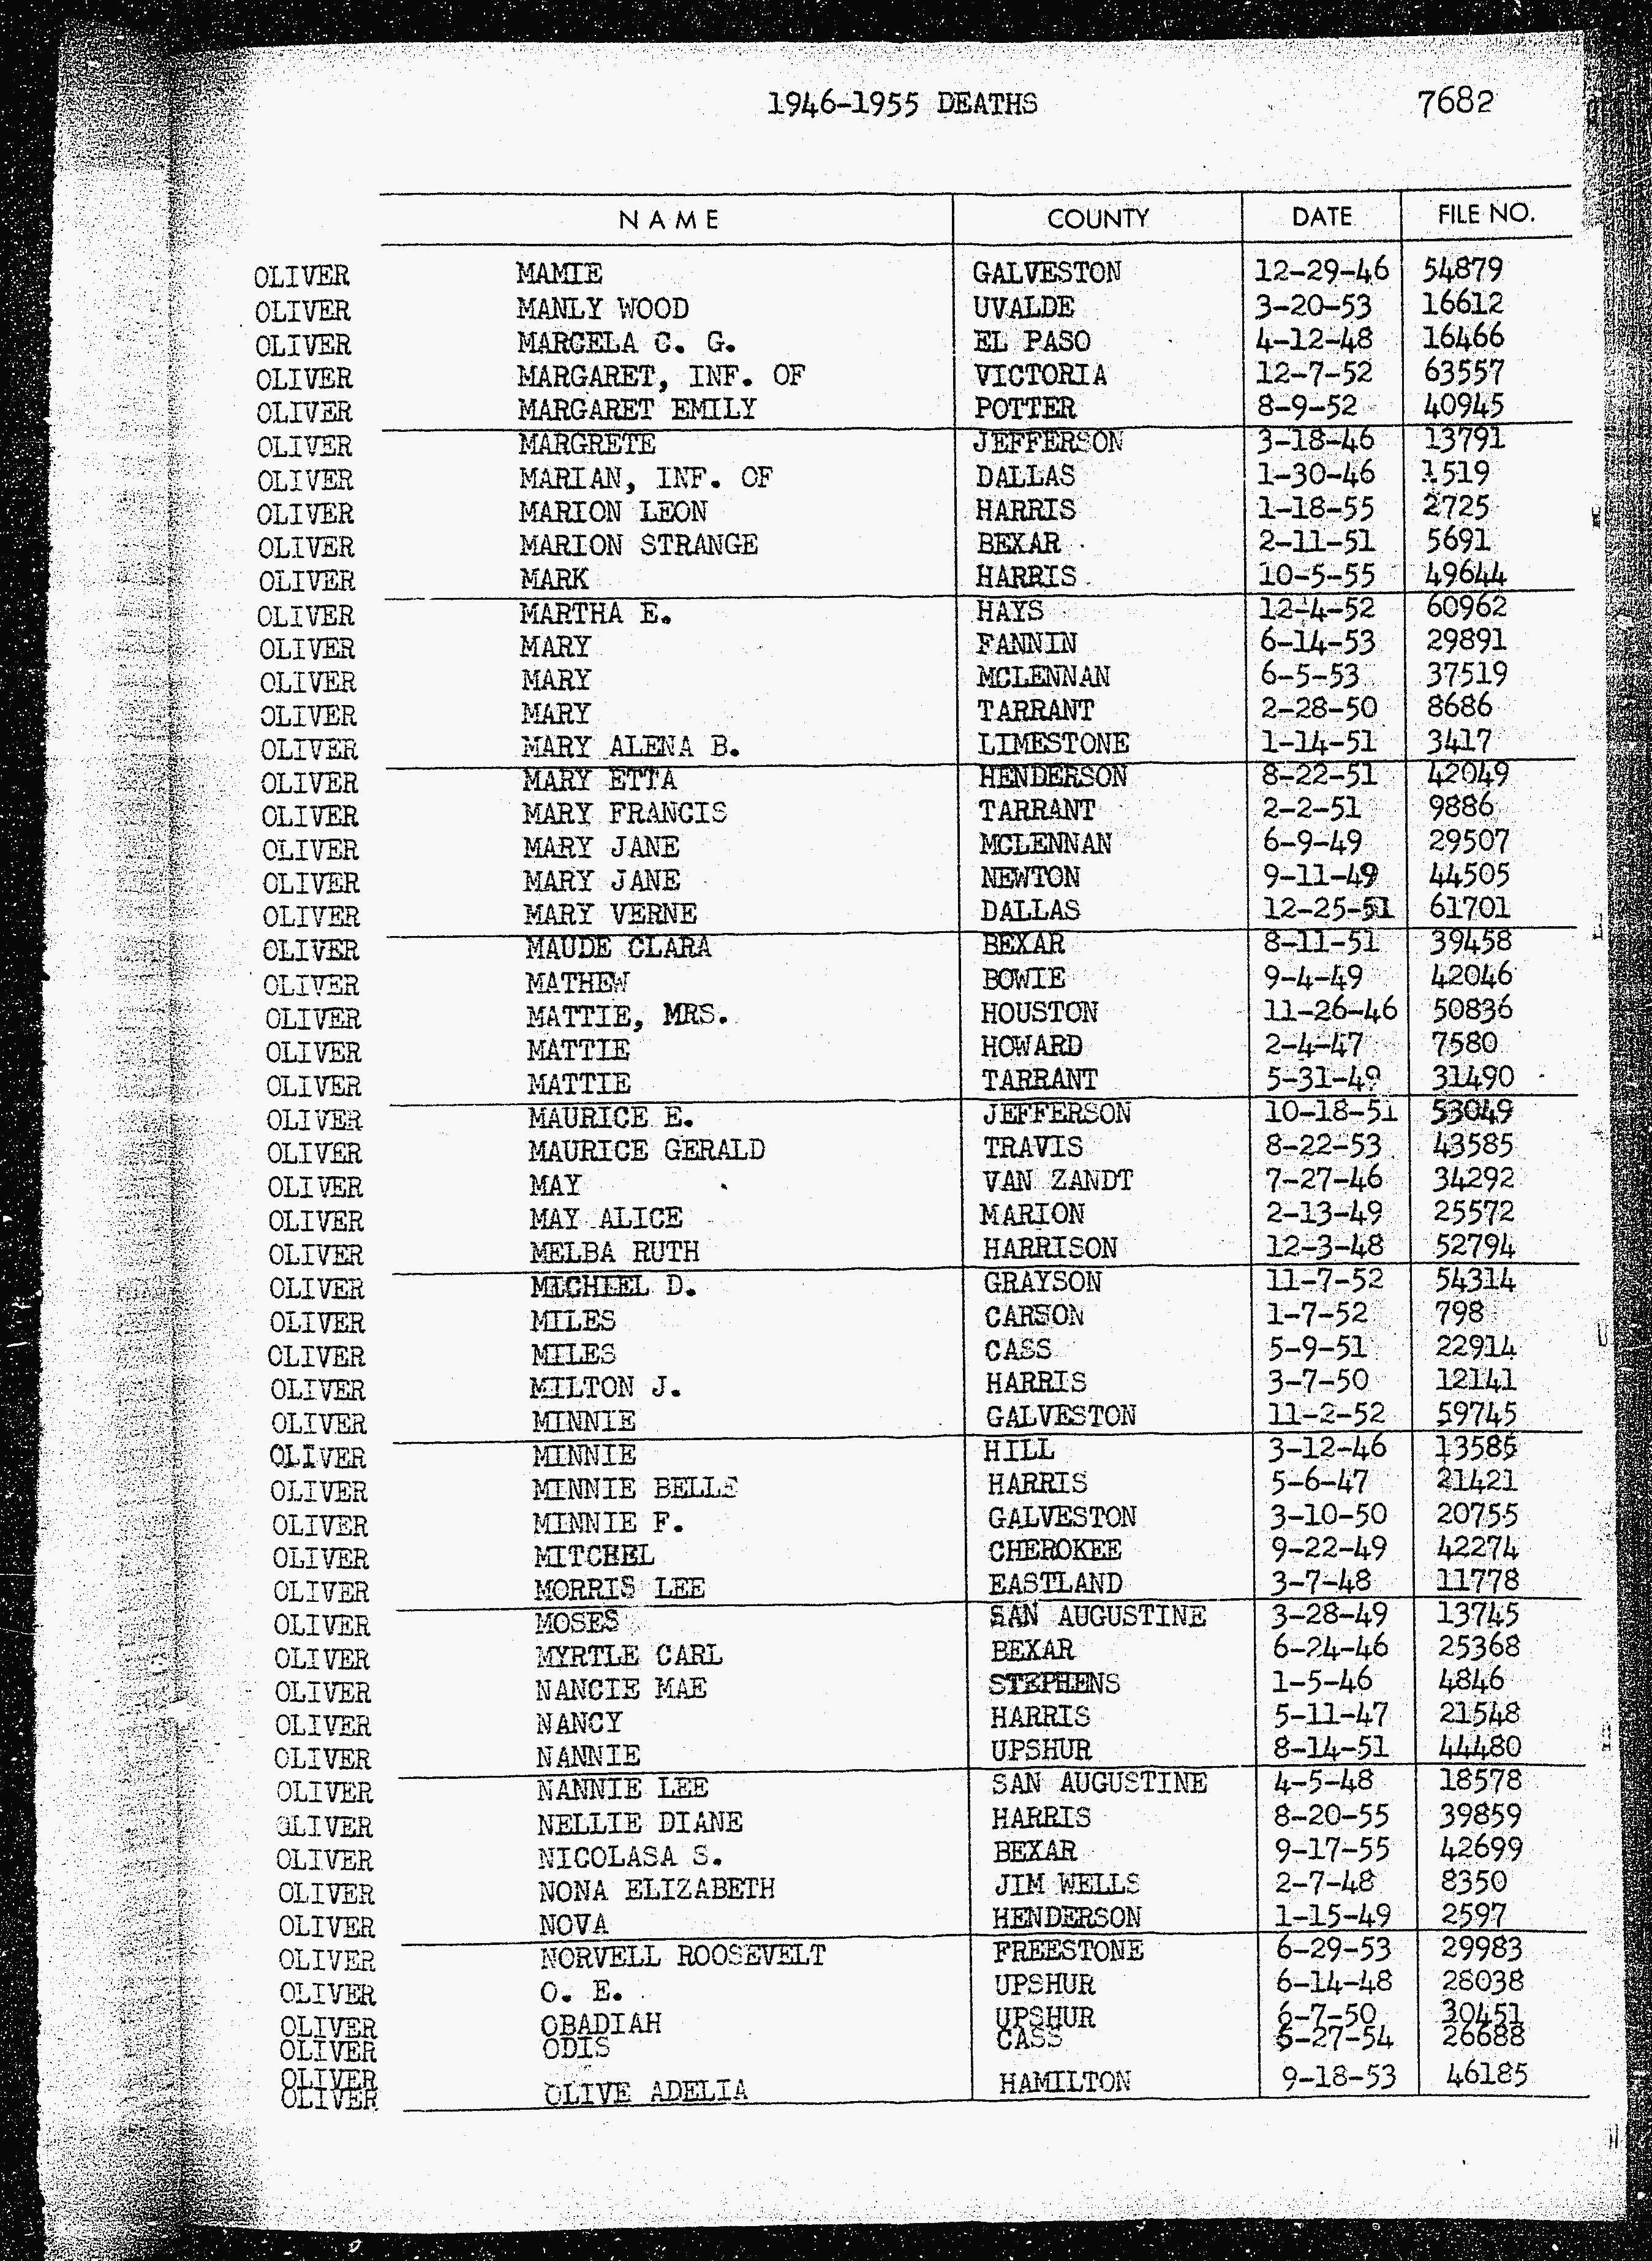 1946-1955 DEATHS 7682
NAME COUNTY DATE FILE NO.
OLIVER MAMIE GALVESTON 12-29-46 54879
OLIVER MANLY WOOD UVALDE 3-20-53 16612
OLIVER MARCELA C. G. EL PASO 4-12-48 16466
OLIVER MARGARET, INF. OF VICTORIA 12-7-52 63557
OLIVER MARGARET EMILY POTTER 8-9-52 40945
OLIVER MARGRETE JEFFERSON 3-18-46 13791
OLIVER MARIAN, INF. OF DALLAS 1-30-46 1519
OLIVER MARION LEON HARRIS 1-18-55 2725
OLIVER MARION STRANGE BEXAR 2-11-51 5691
OLIVER MARK HARRIS 10-5-55 49644
OLIVER MARTHA E. HAYS 12-4-52 60962
OLIVER MARY FANNIN 6-14-53 29891
OLIVER MARY MCLENNAN 6-5-53 37519
OLIVER MARY TARRANT 2-28-50 8686
OLIVER MARY ALENA B. LIMESTONE 1-14-51 3417
OLIVER MARY ETTA HENDERSON 8-22-51 42049
OLIVER MARY FRANCIS TARRANT 2-2-51 9886
OLIVER MARY JANE MCLENNAN 6-9-49 29507
OLIVER MARY JANE NEWTON 9-11-49 44505
OLIVER MARY VERNE DALLAS 12-25-51 61701
OLIVER MAUDE CLARA BEXAR 8-11-51 39458
OLIVER MATHEW BOWIE 9-4-49 42046
OLIVER MATTIE, MRS. HOUSTON 11-26-46 50836
OLIVER MATTIE HOWARD 2-4-47 7580
OLIVER MATTIE TARRANT 5-31-49 31490
OLIVER MAURICE E. JEFFERSON 10-18-51 53049
OLIVER MAURICE GERALD TRAVIS 8-22-53 43585
OLIVER MAY VAN ZANDT 7-27-46 34292
OLIVER MAY ALICE MARION 2-13-49 25572
OLIVER MELBA RUTH HARRISON 12-3-48 52794
OLIVER MICHLEL D. GRAYSON 11-7-52 54314
OLIVER MILES CARSON 1-7-52 798
OLIVER MILES CASS 5-9-51 22914
OLIVER MILTON J. HARRIS 3-7-50 12141
OLIVER MINNIE GALVESTON 11-2-52 59745
OLIVER MINNIE HILL 3-12-46 13585
OLIVER MINNIE BELLE HARRIS 5-6-47 21421
OLIVER MINNIE F. GALVESTON 3-10-50 20755
OLIVER MITCHEL CHEROKEE 9-22-49 42274
OLIVER MORRIS LEE EASTLAND 3-7-48 11778
OLIVER MOSES SAN AUGUSTINE 3-28-49 13745
OLIVER MYRTLE CARL BEXAR 6-24-46 25368
OLIVER NANCIE MAE STEPHENS 1-5-46 4846
OLIVER NANCY HARRIS 5-11-47 21548
OLIVER NANNIE UPSHUR 8-14-51 44480
OLIVER NANNIE LEE SAN AUGUSTINE 4-5-48 18578
OLIVER NELLIE DIANE HARRIS 8-20-55 39859
OLIVER NICOLASA S. BEXAR 9-17-55 42699
OLIVER NONA ELIZABETH JIM WELLS 2-7-48 8350
OLIVER NOVA HENDERSON 1-15-49 2597
OLIVER NORVELL ROOSEVELT FREESTONE 6-29-53 29983
OLIVER O. E. UPSHUR 6-14-48 28038
OLIVER OBADIAH UPSHUR 6-7-50 30451
OLIVER ODIS CASS 5-27-54 26688
OLIVER
OLIVER OLIVE ADELIA HAMILTON 9-18-53 46185